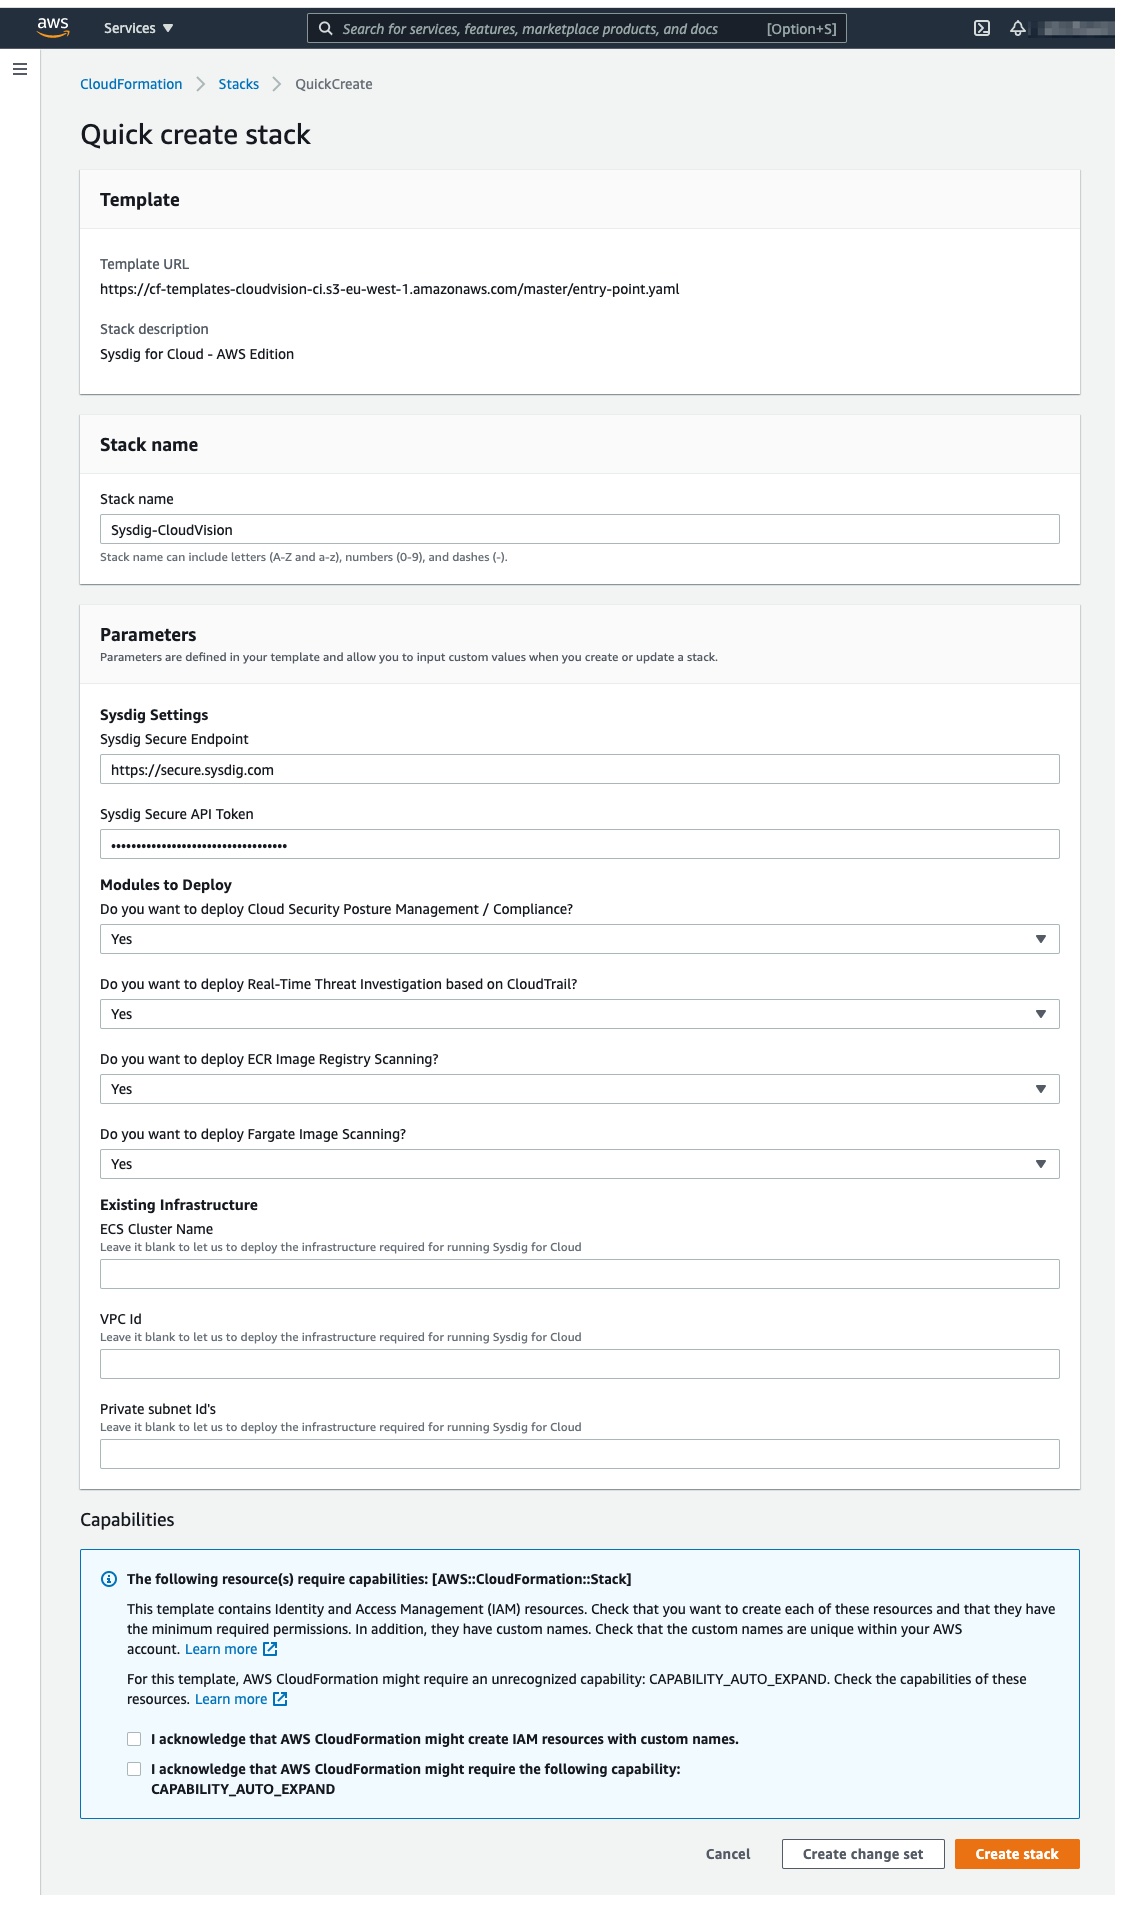 aws Services Search for services, features, marketplace products, and docs [Option+S]
CloudFormation Stacks QuickCreate
Quick create stack
Template
Template URL
https://cf-templates-cloudvision-ci.s3-eu-west-1.amazonaws.com/master/entry-point.yaml
Stack description
Sysdig for Cloud - AWS Edition
Stack name
Stack name
Sysdig-CloudVision
Stack name can include letters (A-Z and a-z), numbers (0-9), and dashes (-).
Parameters
Parameters are defined in your template and allow you to input custom values when you create or update a stack.
Sysdig Settings
Sysdig Secure Endpoint
https://secure.sysdig.com
Sysdig Secure API Token
Modules to Deploy
Do you want to deploy Cloud Security Posture Management / Compliance?
Yes
Do you want to deploy Real-Time Threat Investigation based on CloudTrail?
Yes
Do you want to deploy ECR Image Registry Scanning?
Yes
Do you want to deploy Fargate Image Scanning?
Yes
Existing Infrastructure
ECS Cluster Name
Leave it blank to let us to deploy the infrastructure required for running Sysdig for Cloud
VPC Id
Leave it blank to let us to deploy the infrastructure required for running Sysdig for Cloud
Private subnet Id's
Leave it blank to let us to deploy the infrastructure required for running Sysdig for Cloud
Capabilities
The following resource(s) require capabilities: [AWS::CloudFormation::Stack]
This template contains Identity and Access Management (IAM) resources. Check that you want to create each of these resources and that they have
the minimum required permissions. In addition, they have custom names. Check that the custom names are unique within your AWS
account. Learn more
For this template, AWS CloudFormation might require an unrecognized capability: CAPABILITY_AUTO_EXPAND. Check the capabilities of these
resources. Learn more
I acknowledge that AWS CloudFormation might create IAM resources with custom names.
I acknowledge that AWS CloudFormation might require the following capability:
CAPABILITY_AUTO_EXPAND
Cancel Create change set Create stack